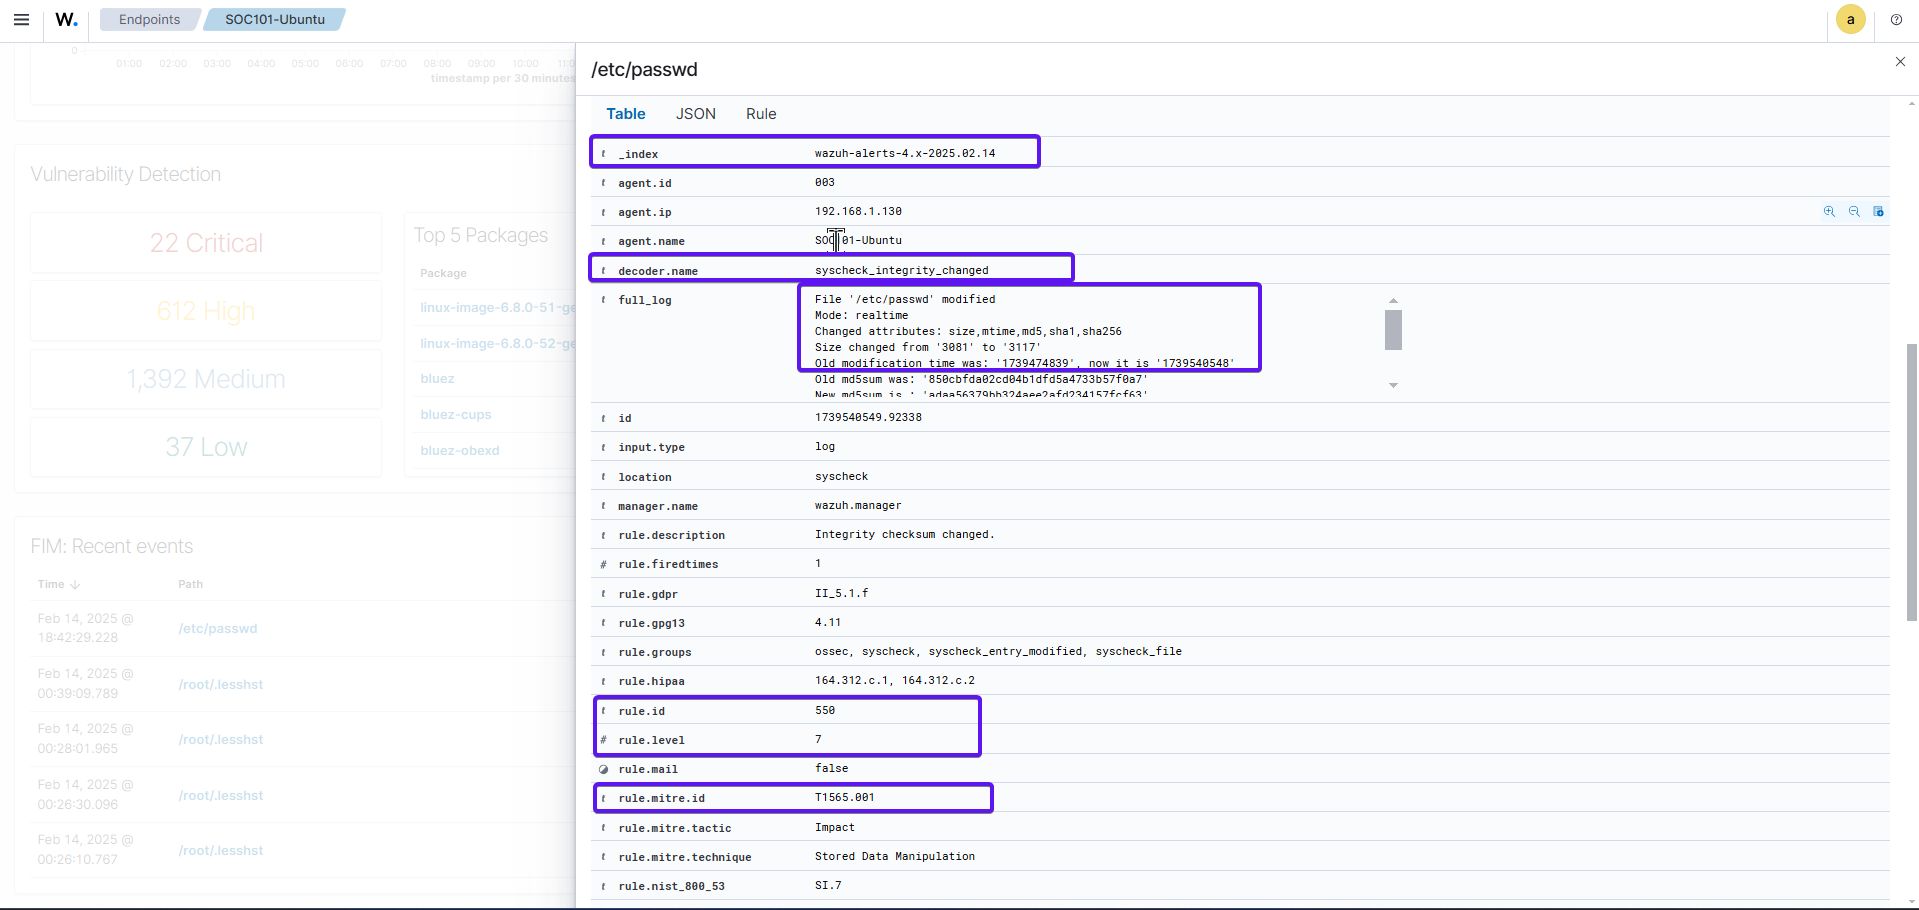 W.
Endpoints
SOC101-Ubuntu
a
0
01:00 02:00 03:00 04:00 05:00 06:00 07:00 08:00 09:00 10:00 11:0
timestamp per 30 minutes
Vulnerability Detection
22 Critical
612 High
1,392 Medium
37 Low
Top 5 Packages
Package
linux-image-6.8.0-51-ge
linux-image-6.8.0-52-ge
bluez
bluez-cups
bluez-obexd
FIM: Recent events
Time Path
Feb 14, 2025 @
18:42:29.228
/etc/passwd
Feb 14, 2025 @
00:39:09.789
/root/.lesshst
Feb 14, 2025 @
00:28:01.965
/root/.lesshst
Feb 14, 2025 @
00:26:30.096
/root/.lesshst
Feb 14, 2025 @
00:26:10.767
/root/.lesshst
/etc/passwd
Table JSON Rule
t _index wazuh-alerts-4.x-2025.02.14
t agent.id 003
t agent.ip 192.168.1.130
t agent.name SOC101-Ubuntu
t decoder.name syscheck_integrity_changed
t full_log File '/etc/passwd' modified
Mode: realtime
Changed attributes: size,mtime,md5,sha1,sha256
Size changed from '3081' to '3117'
Old modification time was: '1739474839', now it is '1739540548'
Old md5sum was: '850cbfda02cd04b1dfd5a4733b57f0a7'
New md5sum is : 'adaa56379bb324aee2afd234157fcf63'
t id 1739540549.92338
t input.type log
t location syscheck
t manager.name wazuh.manager
t rule.description Integrity checksum changed.
# rule.firedtimes 1
t rule.gdpr II_5.1.f
t rule.gpg13 4.11
t rule.groups ossec, syscheck, syscheck_entry_modified, syscheck_file
t rule.hipaa 164.312.c.1, 164.312.c.2
t rule.id 550
# rule.level 7
rule.mail false
t rule.mitre.id T1565.001
t rule.mitre.tactic Impact
t rule.mitre.technique Stored Data Manipulation
t rule.nist_800_53 SI.7